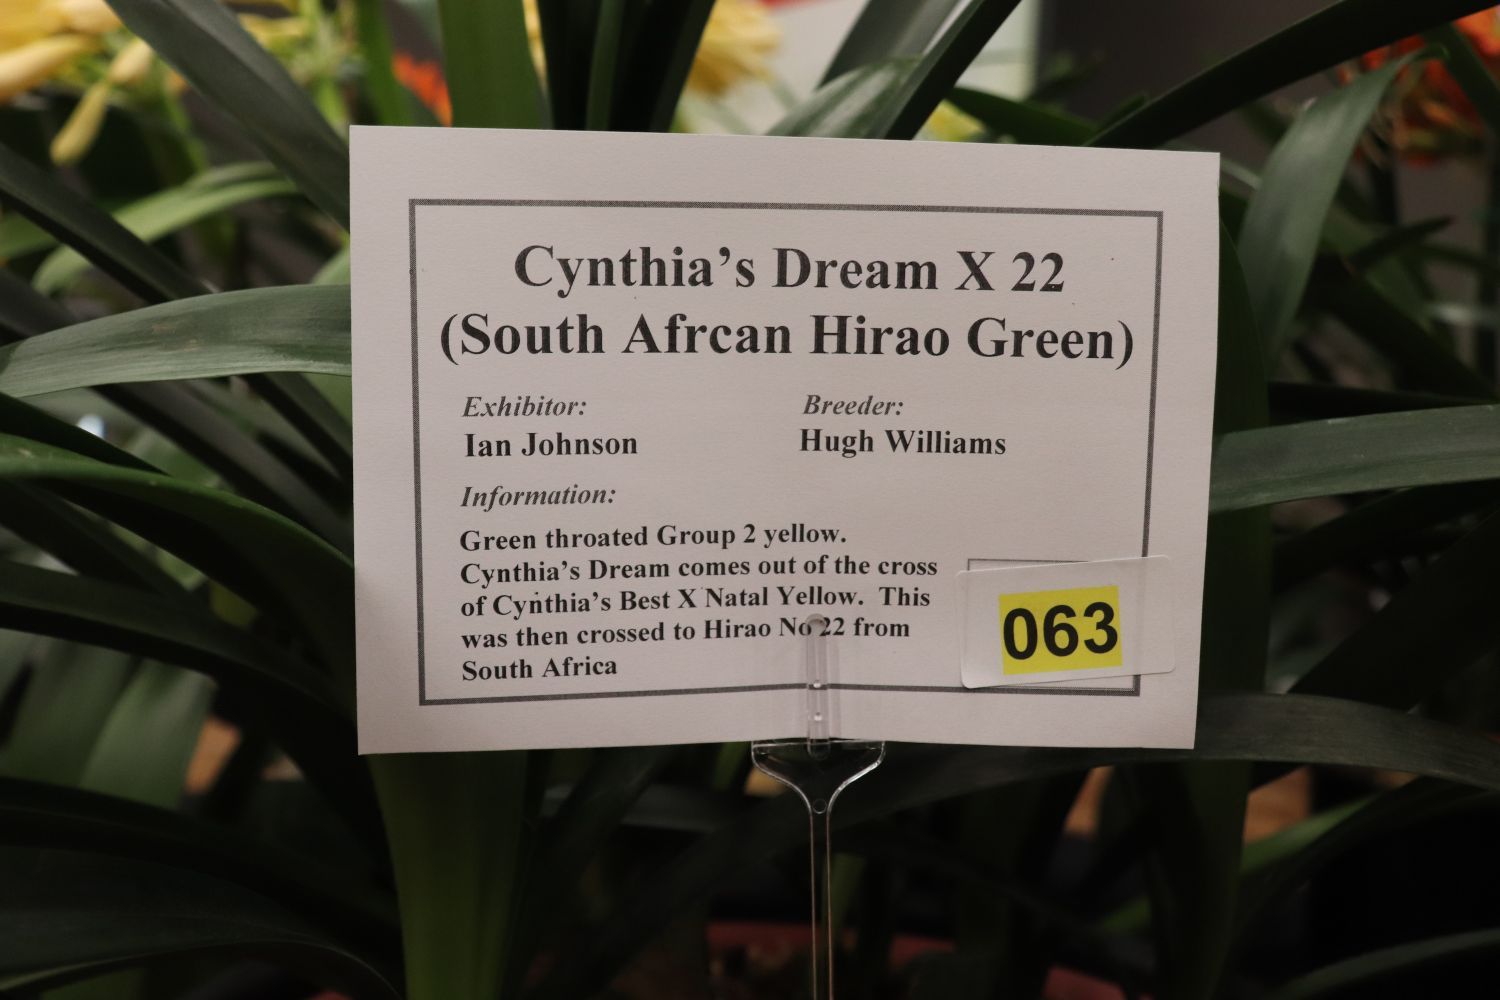 Cynthia's Dream X 22
(South Afrcan Hirao Green)
Exhibitor: Breeder:
Ian Johnson Hugh Williams
Information:
Green throated Group 2 yellow.
Cynthia's Dream comes out of the cross
of Cynthia's Best X Natal Yellow. This
was then crossed to Hirao No 22 from
South Africa
063